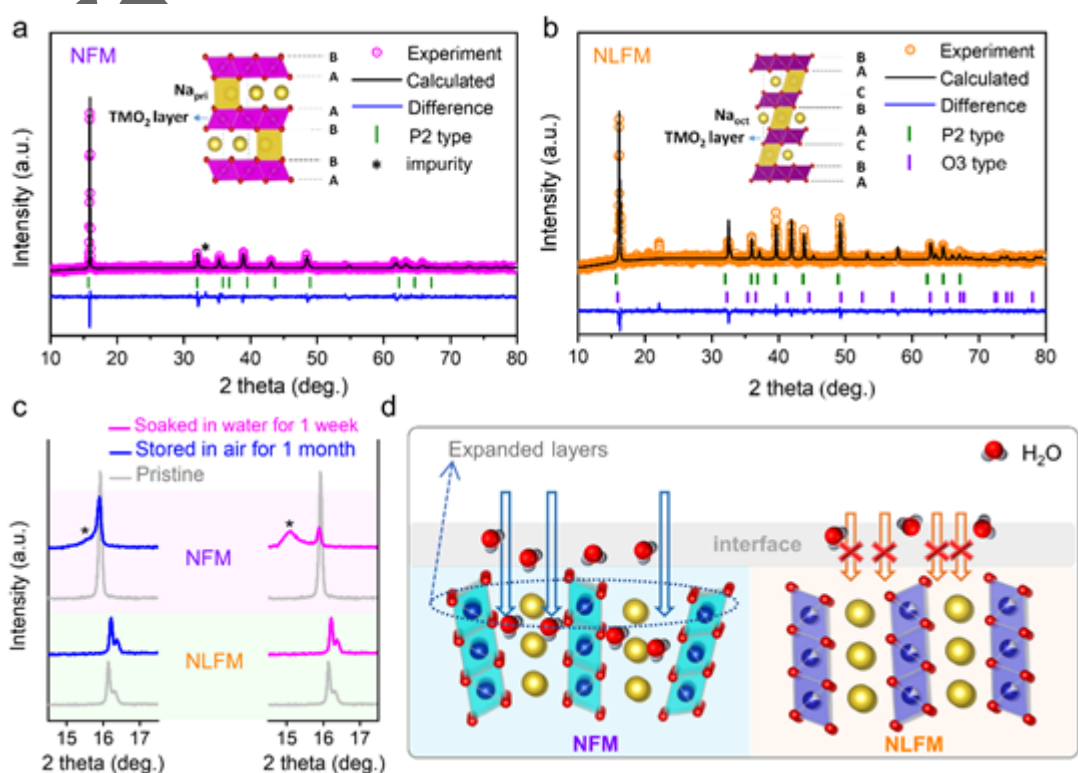 a
NFM
Experiment
Calculated
Difference
P2 type
* impurity
Na_pri
TMO₂ layer
B
A
A
B
B
A
*
Intensity (a.u.)
10 20 30 40 50 60 70 80
2 theta (deg.)
b
NLFM
Experiment
Calculated
Difference
P2 type
O3 type
Na_oct
TMO₂ layer
B
A
C
B
A
C
B
A
Intensity (a.u.)
10 20 30 40 50 60 70 80
2 theta (deg.)
c
Soaked in water for 1 week
Stored in air for 1 month
Pristine
*
*
NFM
NLFM
Intensity (a.u.)
15 16 17
15 16 17
2 theta (deg.)
2 theta (deg.)
d
Expanded layers
H₂O
interface
NFM
NLFM